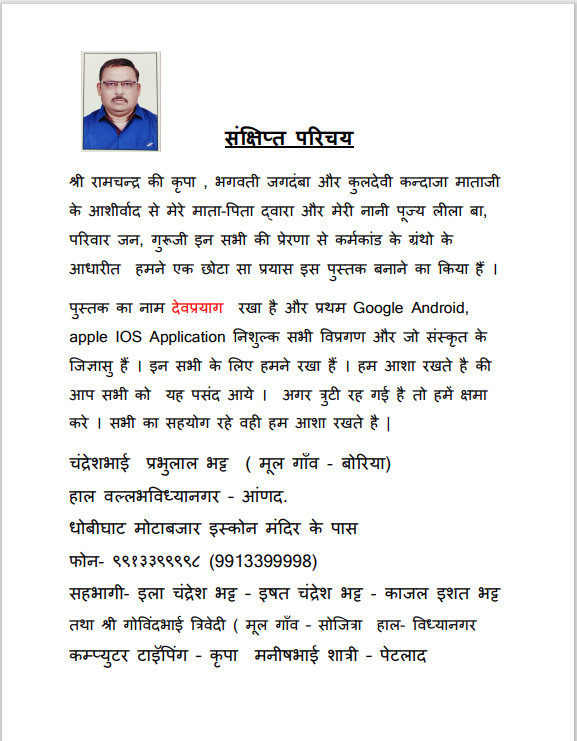 संक्षिप्त परिचय
श्री रामचन्द्र की कृपा , भगवती जगदंबा और कुलदेवी कन्दाजा माताजी
के आशीर्वाद से मेरे माता-पिता द्वारा और मेरी नानी पूज्य लीला बा,
परिवार जन, गुरूजी इन सभी की प्रेरणा से कर्मकांड के ग्रंथो के
आधारीत हमने एक छोटा सा प्रयास इस पुस्तक बनाने का किया हैं ।
पुस्तक का नाम देवप्रयाग रखा है और प्रथम Google Android,
apple IOS Application निशुल्क सभी विप्रगण और जो संस्कृत के
जिज्ञासु हैं । इन सभी के लिए हमने रखा हैं । हम आशा रखते है की
आप सभी को यह पसंद आये । अगर त्रुटी रह गई है तो हमें क्षमा
करे । सभी का सहयोग रहे वही हम आशा रखते है |
चंद्रेशभाई प्रभुलाल भट्ट ( मूल गाँव - बोरिया)
हाल वल्लभविध्यानगर - आंणद.
धोबीघाट मोटाबजार इस्कोन मंदिर के पास
फोन- ९९१३३९९९९८ (9913399998)
सहभागी- इला चंद्रेश भट्ट - इषत चंद्रेश भट्ट - काजल इशत भट्ट
तथा श्री गोविंदभाई त्रिवेदी ( मूल गाँव - सोजित्रा हाल- विध्यानगर
कम्प्युटर टाइॅपिंग - कृपा मनीषभाई शात्री - पेटलाद